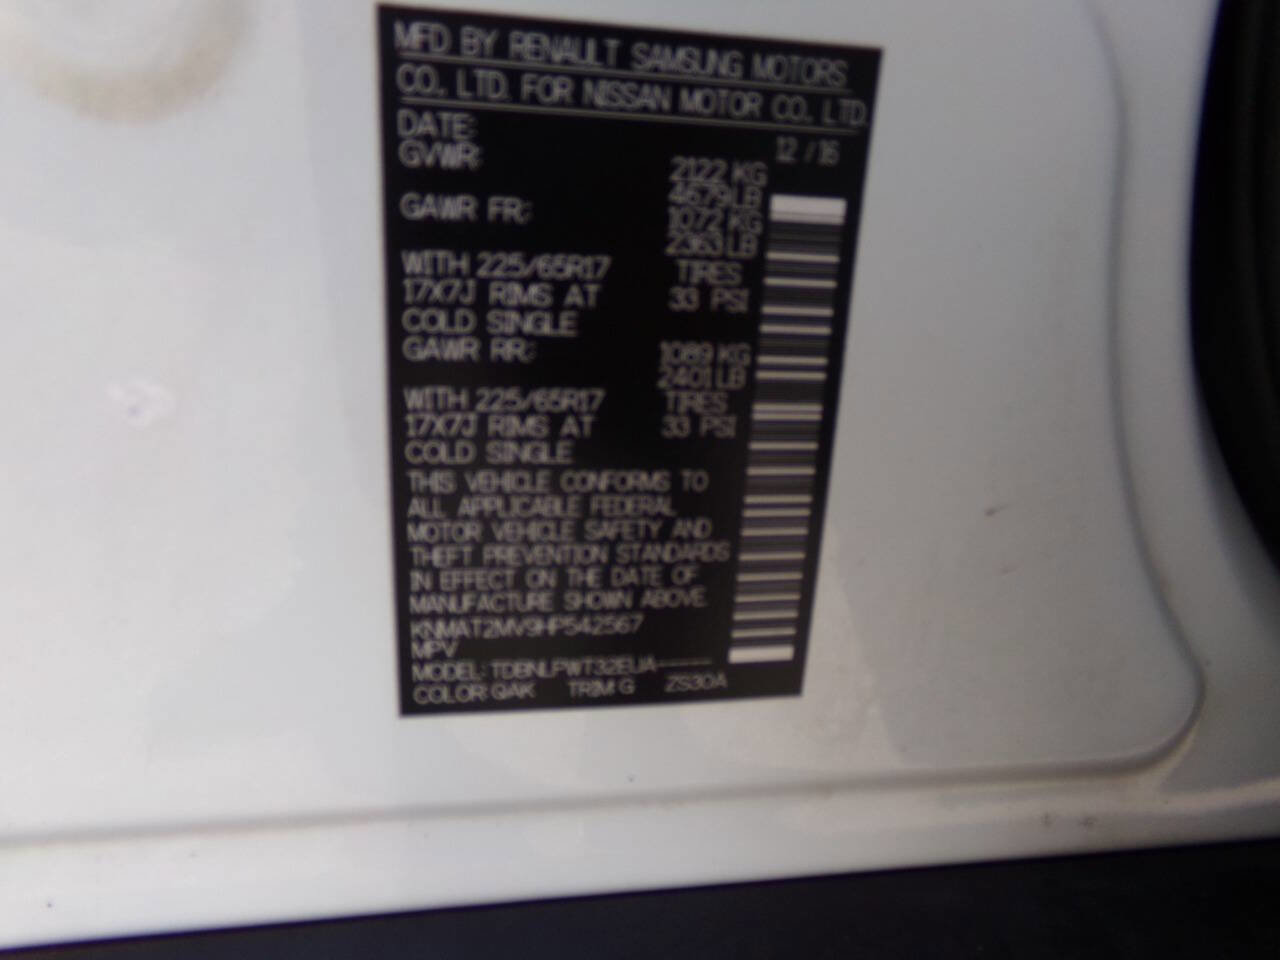 MFD BY RENAULT SAMSUNG MOTORS
CO., LTD. FOR NISSAN MOTOR CO., LTD.
DATE: 12 / 16
GVWR: 2122 KG
4679 LB
GAWR FR: 1072 KG
2363 LB
WITH 225/65R17 TIRES
17X7J RIMS AT 33 PSI
COLD SINGLE
GAWR RR: 1089 KG
2401 LB
WITH 225/65R17 TIRES
17X7J RIMS AT 33 PSI
COLD SINGLE
THIS VEHICLE CONFORMS TO
ALL APPLICABLE FEDERAL
MOTOR VEHICLE SAFETY AND
THEFT PREVENTION STANDARDS
IN EFFECT ON THE DATE OF
MANUFACTURE SHOWN ABOVE.
KNMAT2MV9HP542567
MPV
MODEL: TDBNLPWT32EUA------
COLOR: QAK TRIM: G ZS30A